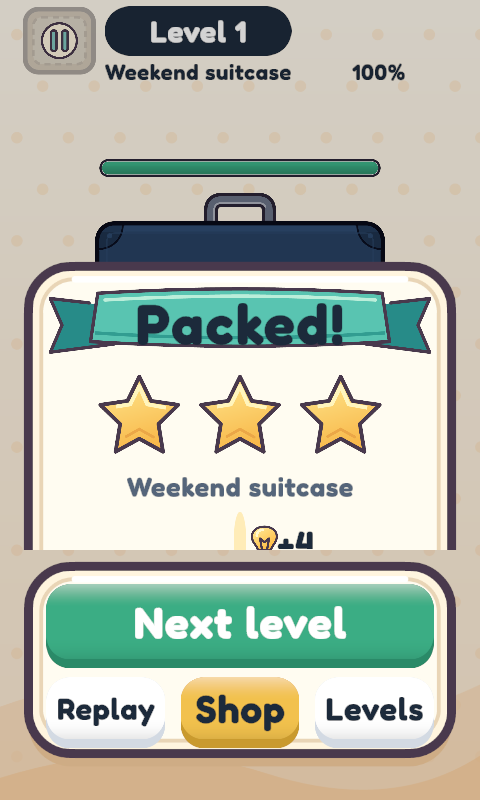 Level 1
Weekend suitcase 100%
Packed!
Weekend suitcase
+4
Next level
Replay Shop Levels